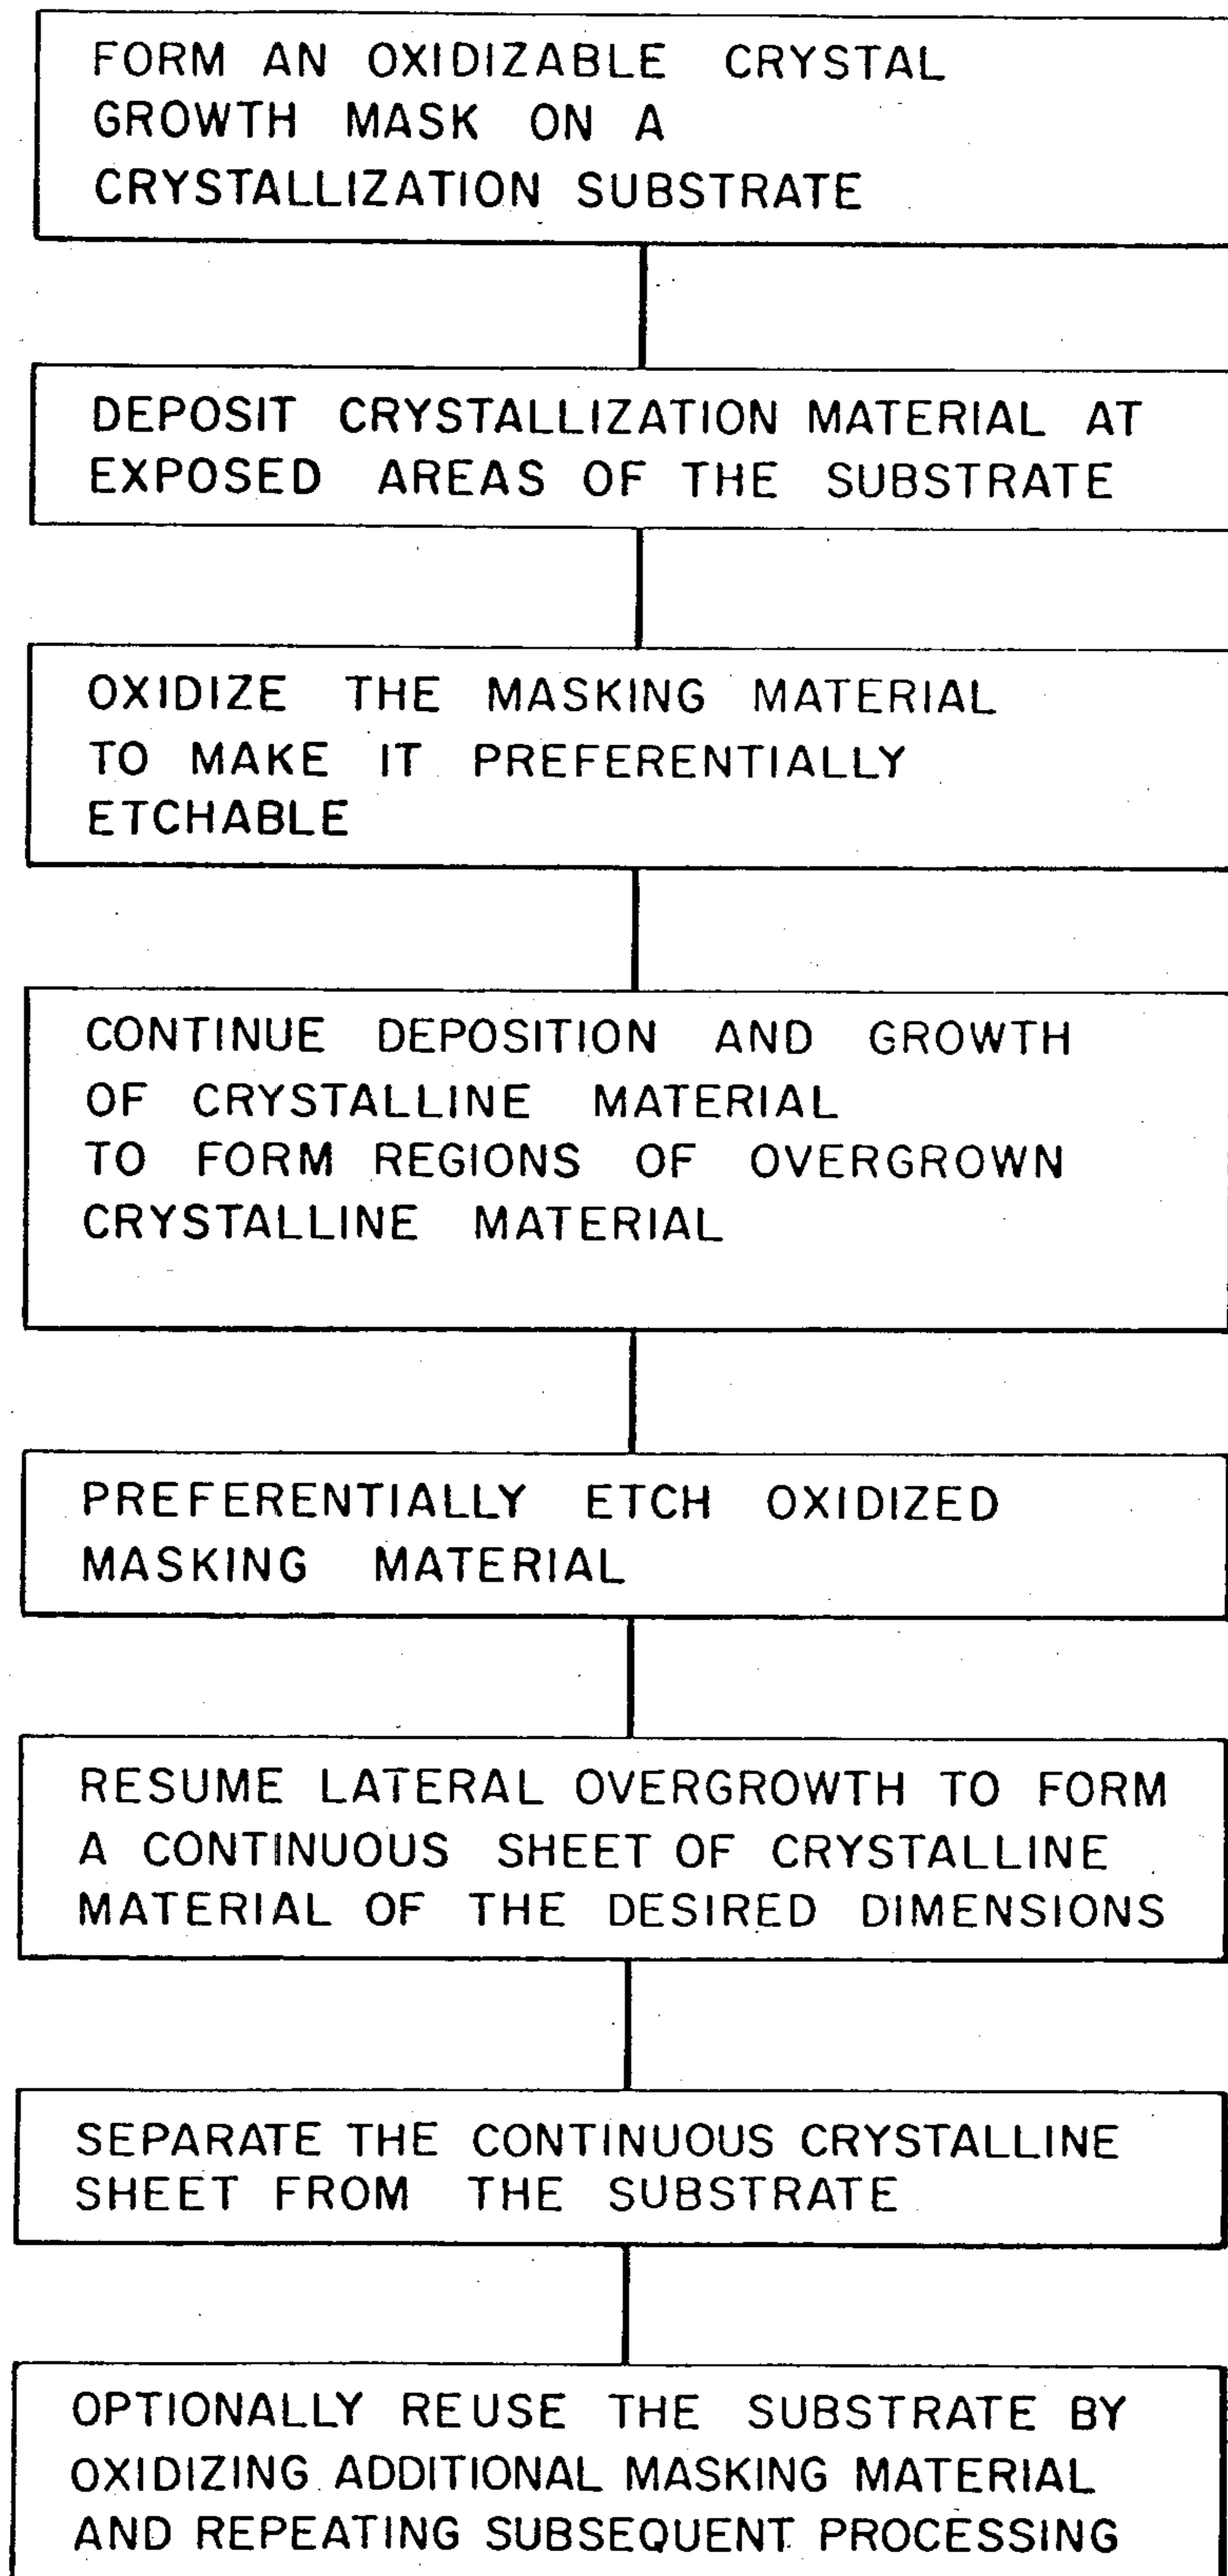 FORM AN OXIDIZABLE CRYSTAL
GROWTH MASK ON A
CRYSTALLIZATION SUBSTRATE
DEPOSIT CRYSTALLIZATION MATERIAL AT
EXPOSED AREAS OF THE SUBSTRATE
OXIDIZE THE MASKING MATERIAL
TO MAKE IT PREFERENTIALLY
ETCHABLE
CONTINUE DEPOSITION AND GROWTH
OF CRYSTALLINE MATERIAL
TO FORM REGIONS OF OVERGROWN
CRYSTALLINE MATERIAL
PREFERENTIALLY ETCH OXIDIZED
MASKING MATERIAL
RESUME LATERAL OVERGROWTH TO FORM
A CONTINUOUS SHEET OF CRYSTALLINE
MATERIAL OF THE DESIRED DIMENSIONS
SEPARATE THE CONTINUOUS CRYSTALLINE
SHEET FROM THE SUBSTRATE
OPTIONALLY REUSE THE SUBSTRATE BY
OXIDIZING ADDITIONAL MASKING MATERIAL
AND REPEATING SUBSEQUENT PROCESSING